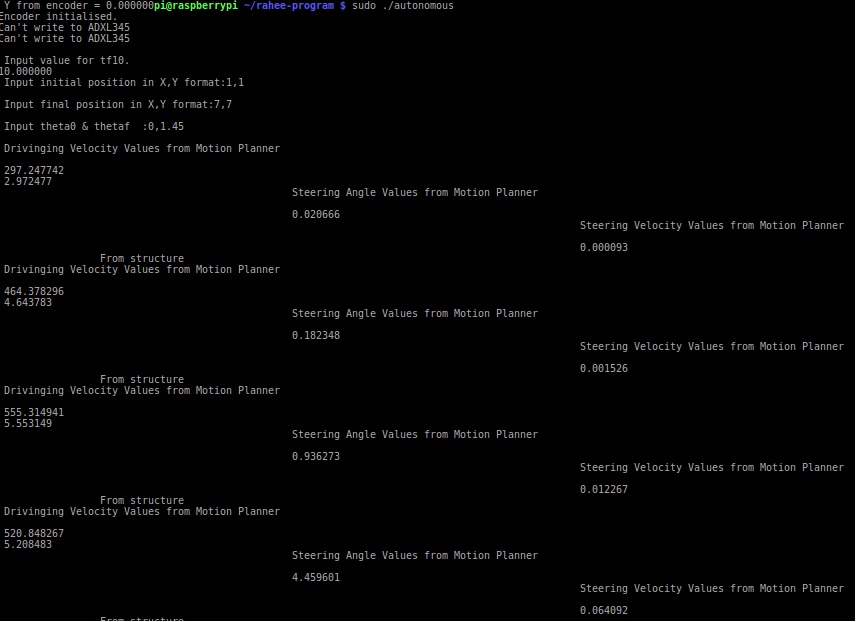 Y from encoder = 0.000000pi@raspberrypi ~/rahee-program $ sudo ./autonomous
Encoder initialised.
Can't write to ADXL345
Can't write to ADXL345
Input value for tf10.
10.000000
Input initial position in X,Y format:1,1
Input final position in X,Y format:7,7
Input theta0 & thetaf  :0,1.45
Drivinging Velocity Values from Motion Planner
297.247742
2.972477
Steering Angle Values from Motion Planner
0.020666
Steering Velocity Values from Motion Planner
0.000093
From structure
Drivinging Velocity Values from Motion Planner
464.378296
4.643783
Steering Angle Values from Motion Planner
0.182348
Steering Velocity Values from Motion Planner
0.001526
From structure
Drivinging Velocity Values from Motion Planner
555.314941
5.553149
Steering Angle Values from Motion Planner
0.936273
Steering Velocity Values from Motion Planner
0.012267
From structure
Drivinging Velocity Values from Motion Planner
520.848267
5.208483
Steering Angle Values from Motion Planner
4.459601
Steering Velocity Values from Motion Planner
0.064092
From structure